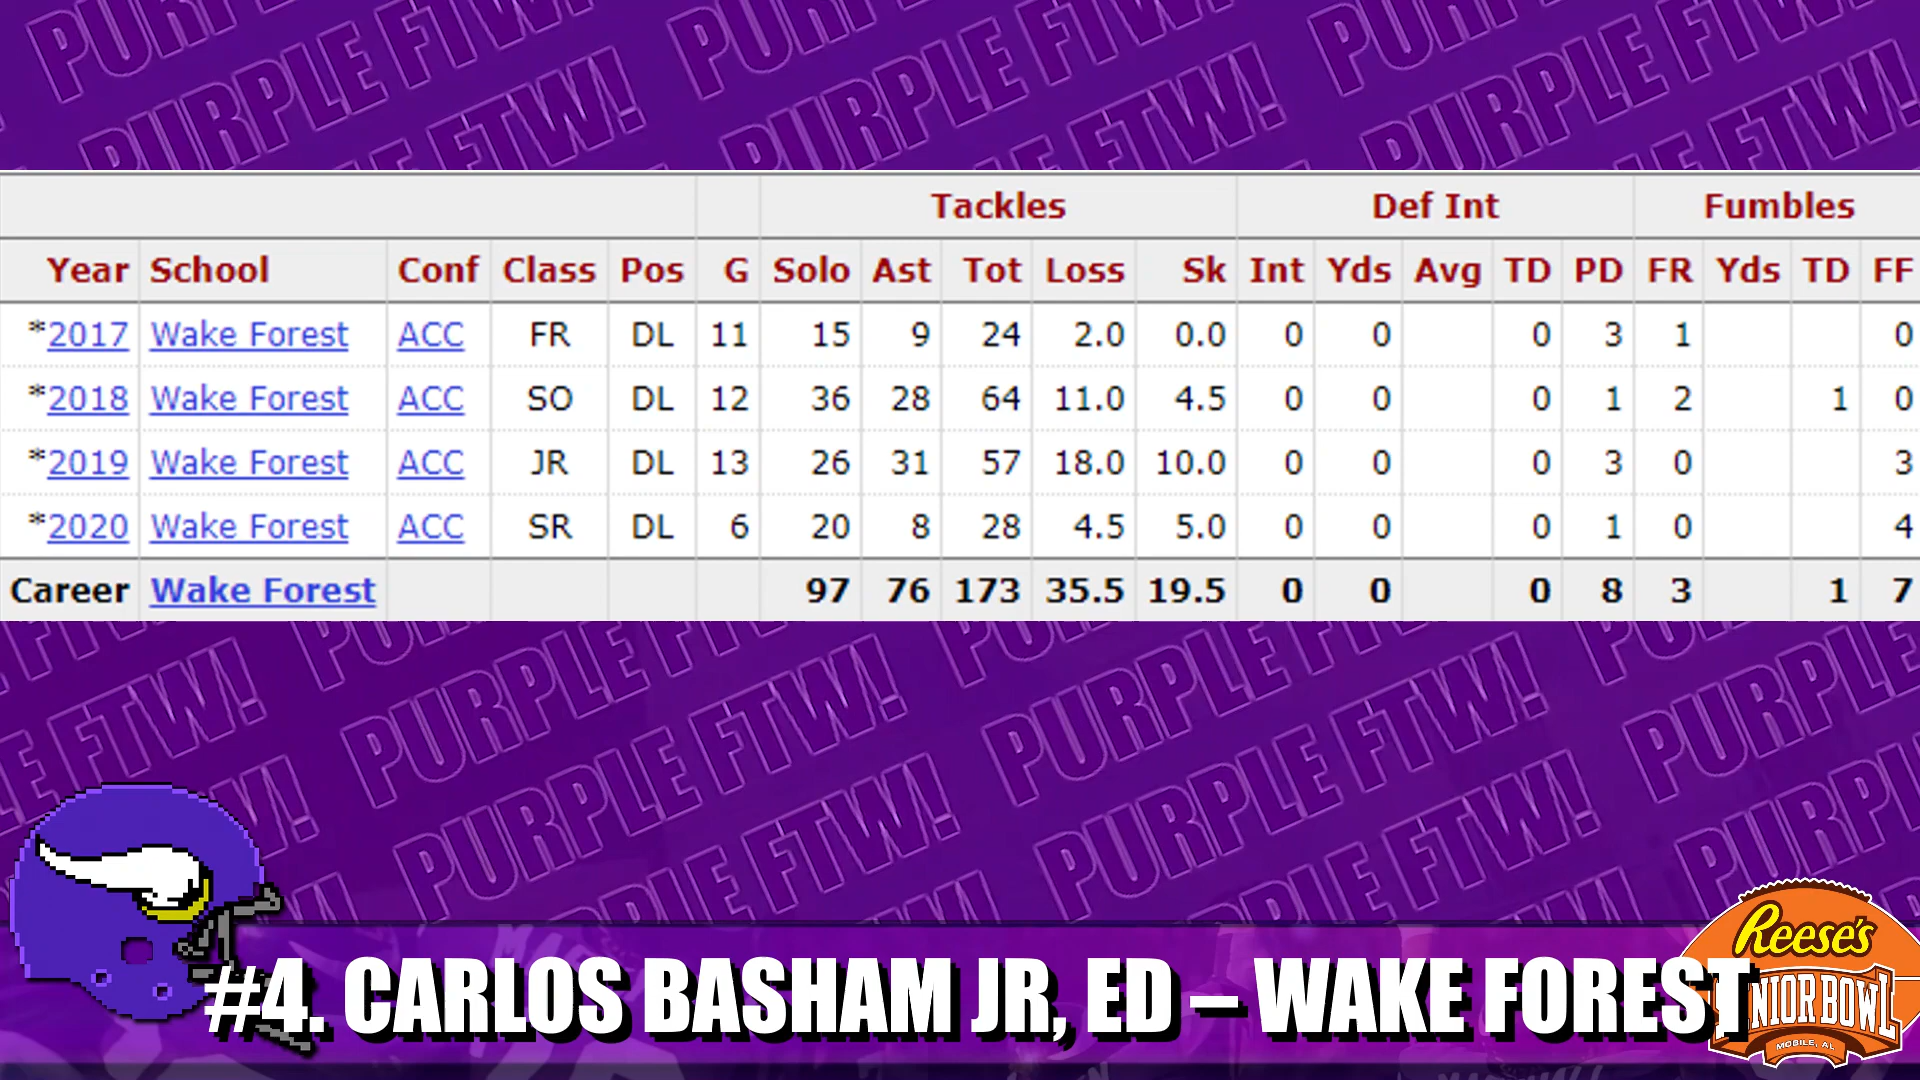 PURPLE FTW!
Tackles Def Int Fumbles
Year School Conf Class Pos G Solo Ast Tot Loss Sk Int Yds Avg TD PD FR Yds TD FF
*2017 Wake Forest ACC FR DL 11 15 9 24 2.0 0.0 0 0 0 3 1 0
*2018 Wake Forest ACC SO DL 12 36 28 64 11.0 4.5 0 0 0 1 2 1 0
*2019 Wake Forest ACC JR DL 13 26 31 57 18.0 10.0 0 0 0 3 0 3
*2020 Wake Forest ACC SR DL 6 20 8 28 4.5 5.0 0 0 0 1 0 4
Career Wake Forest 97 76 173 35.5 19.5 0 0 0 8 3 1 7
Reese's
#4. CARLOS BASHAM JR, ED – WAKE FOREST
NIOR BOWL
MOBILE, AL